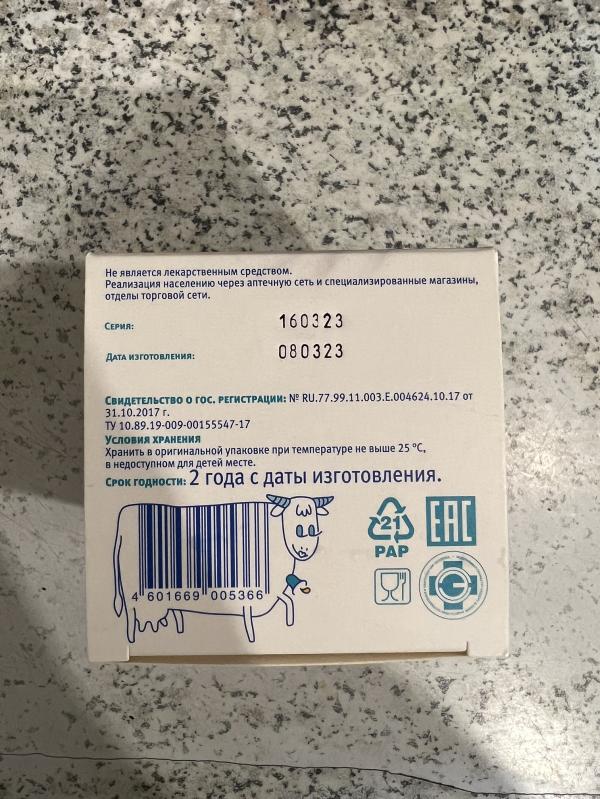 Не является лекарственным средством.
Реализация населению через аптечную сеть и специализированные магазины,
отделы торговой сети.
Серия: 160323
Дата изготовления: 080323
Свидетельство о гос. регистрации: № RU.77.99.11.003.Е.004624.10.17 от
31.10.2017 г.
ТУ 10.89.19-009-00155547-17
Условия хранения
Хранить в оригинальной упаковке при температуре не выше 25 °С,
в недоступном для детей месте.
Срок годности: 2 года с даты изготовления.
21
PAP
EAC
4 601669 005366